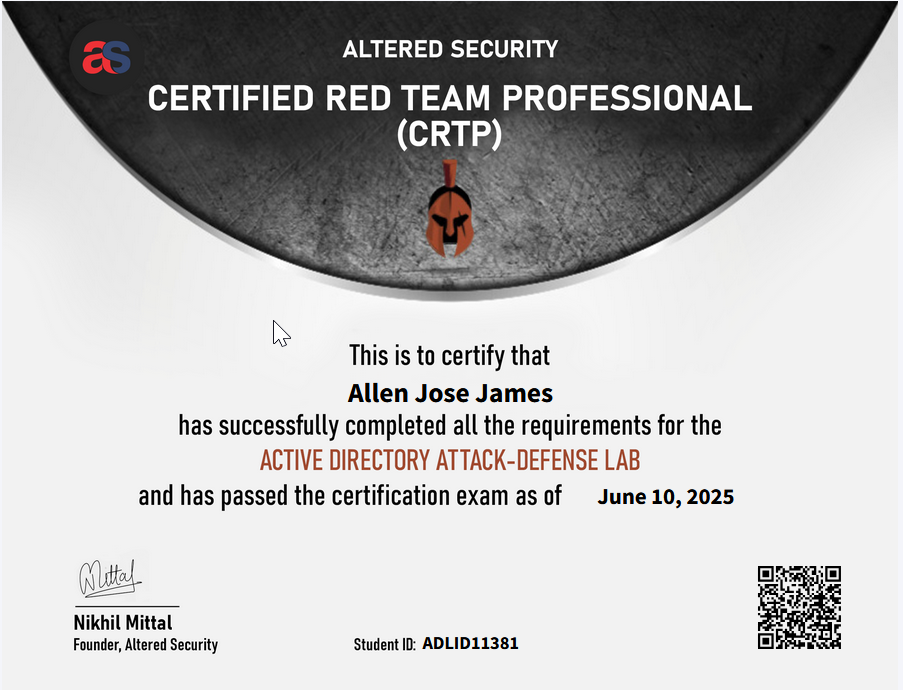 as
ALTERED SECURITY
CERTIFIED RED TEAM PROFESSIONAL
(CRTP)
This is to certify that
Allen Jose James
has successfully completed all the requirements for the
ACTIVE DIRECTORY ATTACK-DEFENSE LAB
and has passed the certification exam as of June 10, 2025
Mittal
Nikhil Mittal
Founder, Altered Security
Student ID: ADLID11381